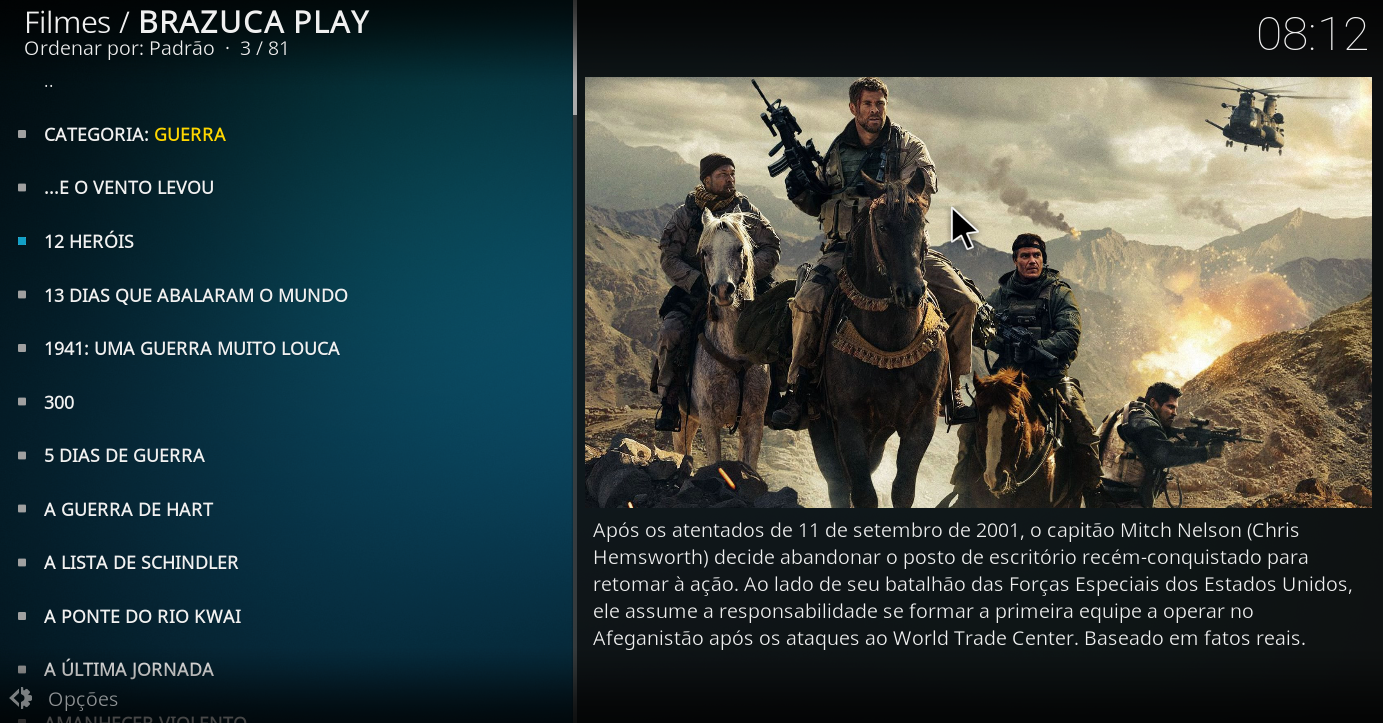 Filmes / BRAZUCA PLAY
Ordenar por: Padrão · 3 / 81
08:12
..
CATEGORIA: GUERRA
...E O VENTO LEVOU
12 HERÓIS
13 DIAS QUE ABALARAM O MUNDO
1941: UMA GUERRA MUITO LOUCA
300
5 DIAS DE GUERRA
A GUERRA DE HART
A LISTA DE SCHINDLER
A PONTE DO RIO KWAI
A ÚLTIMA JORNADA
AMANHECER VIOLENTO
Opções
Após os atentados de 11 de setembro de 2001, o capitão Mitch Nelson (Chris
Hemsworth) decide abandonar o posto de escritório recém-conquistado para
retomar à ação. Ao lado de seu batalhão das Forças Especiais dos Estados Unidos,
ele assume a responsabilidade se formar a primeira equipe a operar no
Afeganistão após os ataques ao World Trade Center. Baseado em fatos reais.